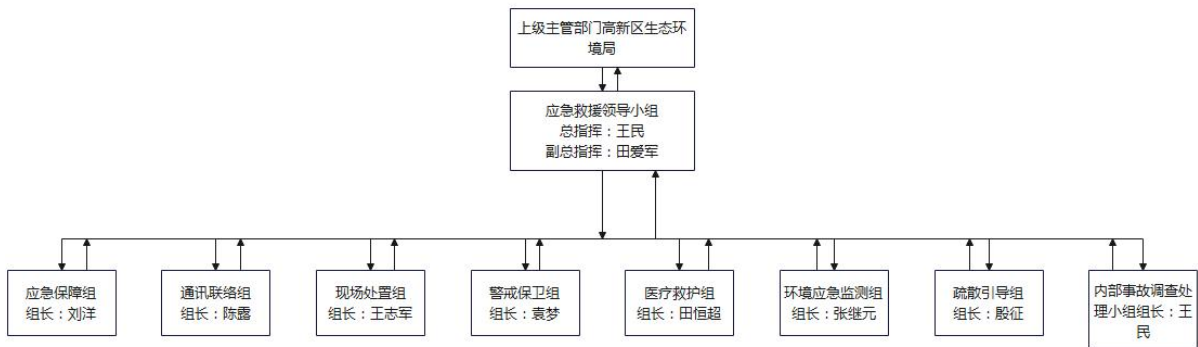 上级主管部门高新区生态环
境局
应急救援领导小组
总指挥：王民
副总指挥：田爱军
应急保障组
组长：刘洋
通讯联络组
组长：陈露
现场处置组
组长：王志军
警戒保卫组
组长：袁梦
医疗救护组
组长：田恒超
环境应急监测组
组长：张继元
疏散引导组
组长：殷征
内部事故调查处
理小组组长：王
民